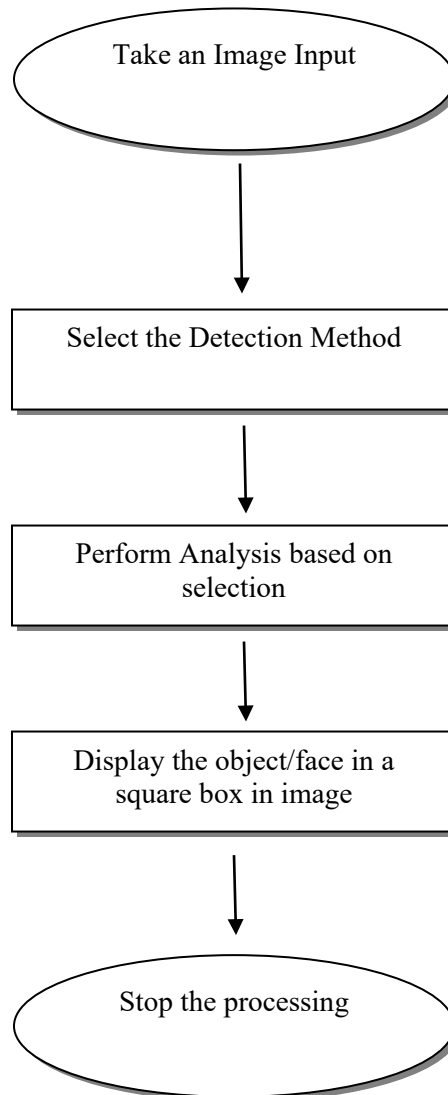 Take an Image Input
Select the Detection Method
Perform Analysis based on
selection
Display the object/face in a
square box in image
Stop the processing